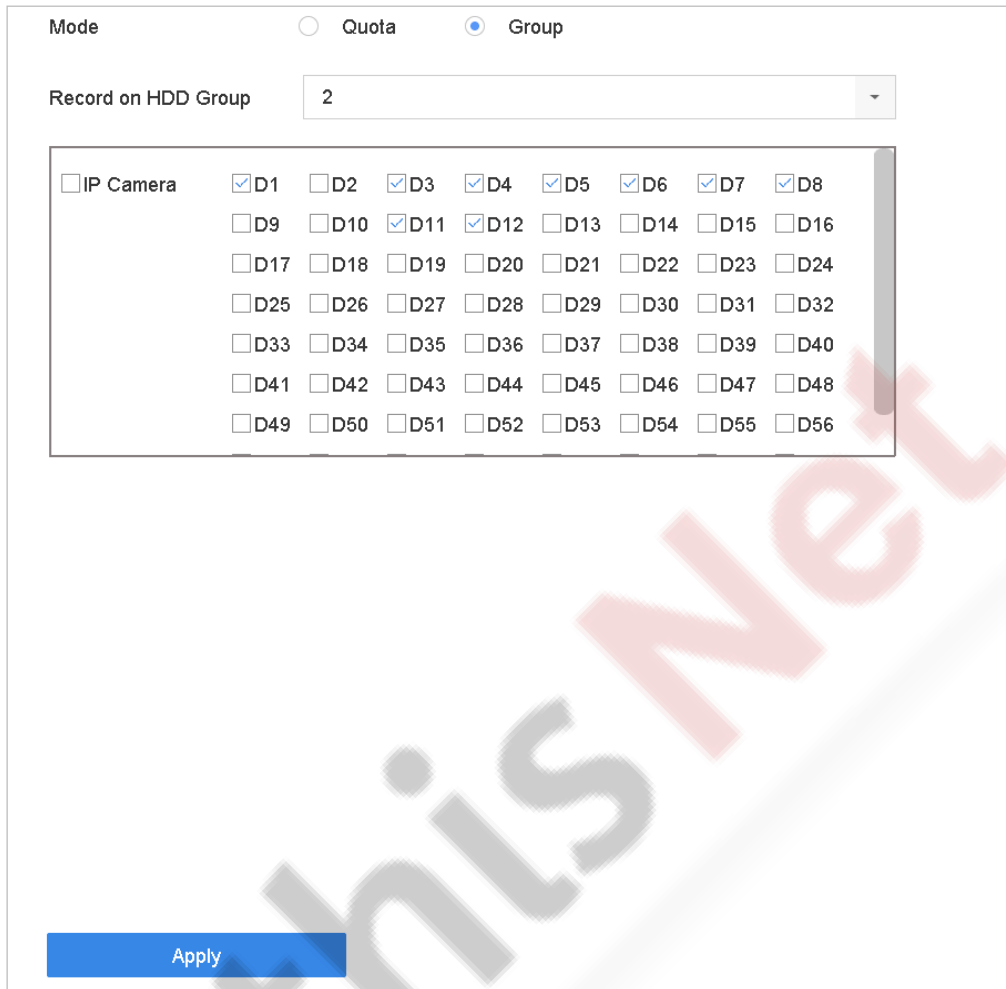 Mode Quota Group
Record on HDD Group 2
IP Camera D1 D2 D3 D4 D5 D6 D7 D8
D9 D10 D11 D12 D13 D14 D15 D16
D17 D18 D19 D20 D21 D22 D23 D24
D25 D26 D27 D28 D29 D30 D31 D32
D33 D34 D35 D36 D37 D38 D39 D40
D41 D42 D43 D44 D45 D46 D47 D48
D49 D50 D51 D52 D53 D54 D55 D56
Apply
hisNet